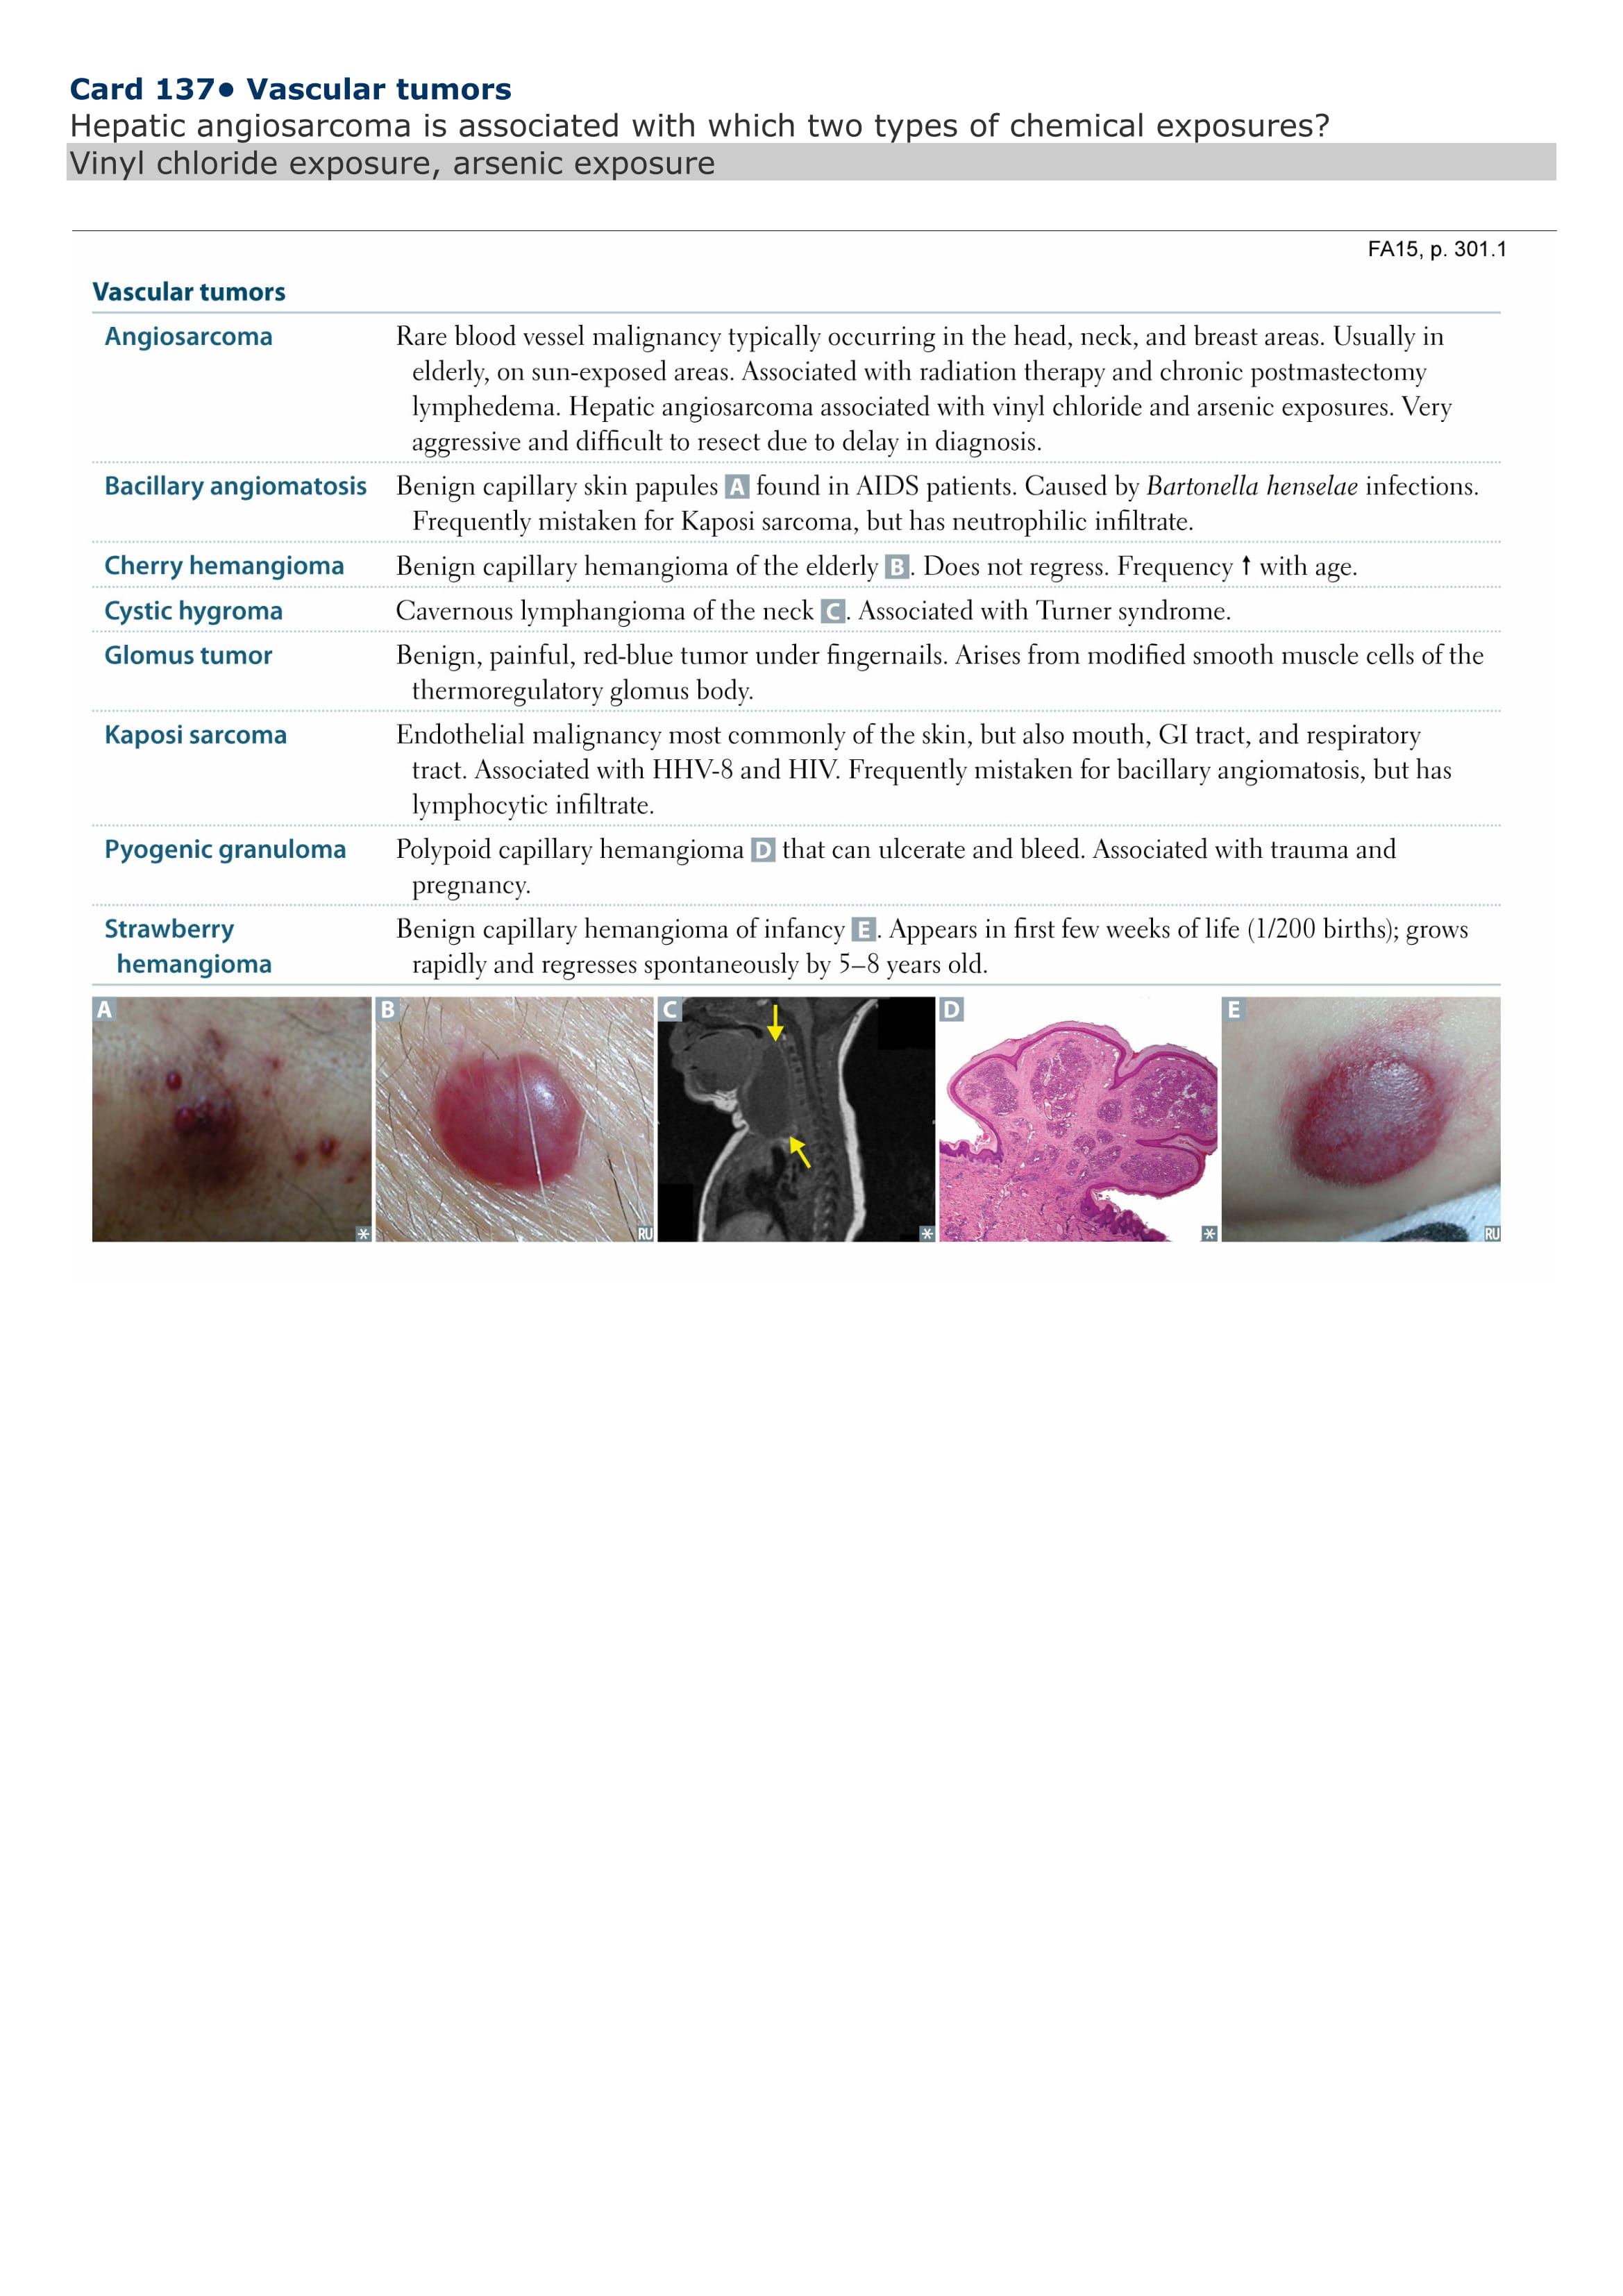 Card 137• Vascular tumors
Hepatic angiosarcoma is associated with which two types of chemical exposures?
Vinyl chloride exposure, arsenic exposure
FA15, p. 301.1
Vascular tumors
Angiosarcoma
Rare blood vessel malignancy typically occurring in the head, neck, and breast areas. Usually in
elderly, on sun-exposed areas. Associated with radiation therapy and chronic postmastectomy
lymphedema. Hepatic angiosarcoma associated with vinyl chloride and arsenic exposures. Very
aggressive and difficult to resect due to delay in diagnosis.
Bacillary angiomatosis
Benign capillary skin papules A found in AIDS patients. Caused by Bartonella henselae infections.
Frequently mistaken for Kaposi sarcoma, but has neutrophilic infiltrate.
Cherry hemangioma
Benign capillary hemangioma of the elderly B. Does not regress. Frequency ↑ with age.
Cystic hygroma
Cavernous lymphangioma of the neck C. Associated with Turner syndrome.
Glomus tumor
Benign, painful, red-blue tumor under fingernails. Arises from modified smooth muscle cells of the
thermoregulatory glomus body.
Kaposi sarcoma
Endothelial malignancy most commonly of the skin, but also mouth, GI tract, and respiratory
tract. Associated with HHV-8 and HIV. Frequently mistaken for bacillary angiomatosis, but has
lymphocytic infiltrate.
Pyogenic granuloma
Polypoid capillary hemangioma D that can ulcerate and bleed. Associated with trauma and
pregnancy.
Strawberry
hemangioma
Benign capillary hemangioma of infancy E. Appears in first few weeks of life (1/200 births); grows
rapidly and regresses spontaneously by 5–8 years old.
A
B
C
D
E
*
RU
*
*
RU